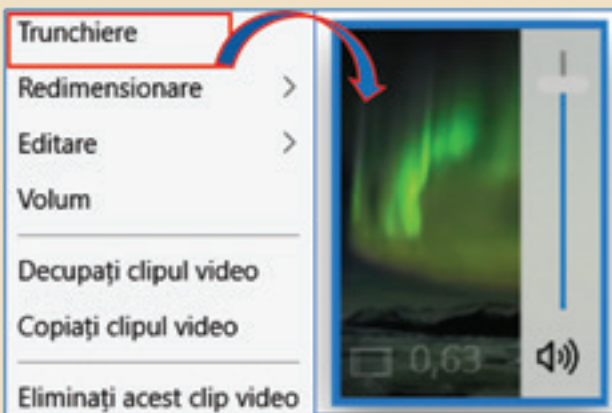 Trunchiere
Redimensionare
Editare
Volum
Decupați clipul video
Copiați clipul video
Eliminați acest clip video
0,63